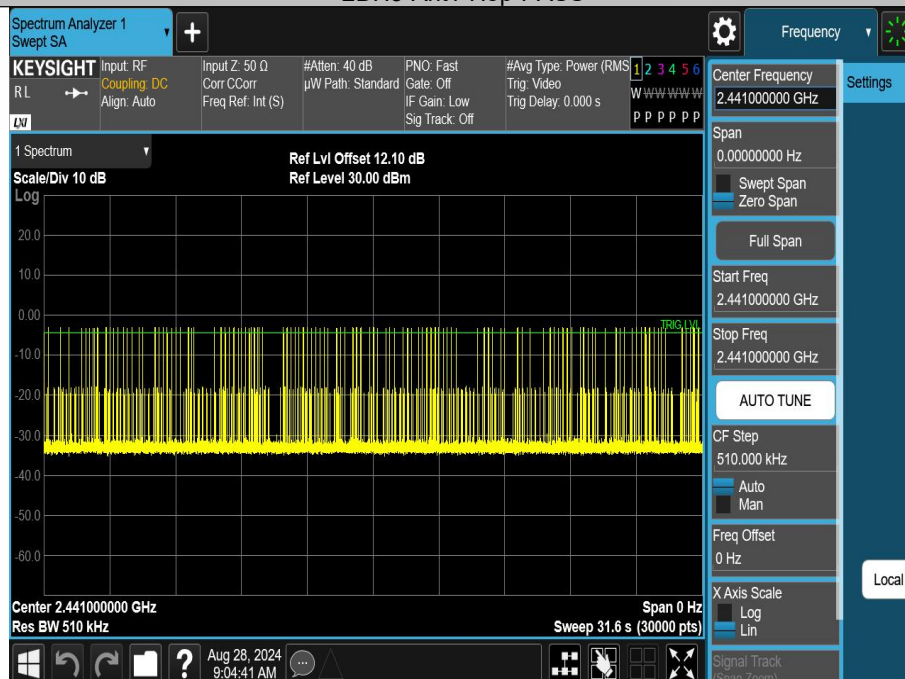 Spectrum Analyzer 1
Swept SA
+
Frequency
KEYSIGHT
RL
LXI
Input: RF
Coupling: DC
Align: Auto
Input Z: 50 Ω
Corr CCorr
Freq Ref: Int (S)
#Atten: 40 dB
µW Path: Standard
PNO: Fast
Gate: Off
IF Gain: Low
Sig Track: Off
#Avg Type: Power (RMS
Trig: Video
Trig Delay: 0.000 s
1 2 3 4 5 6
W W W W W W
P P P P P P
1 Spectrum
Scale/Div 10 dB
Log
Ref Lvl Offset 12.10 dB
Ref Level 30.00 dBm
20.0
10.0
0.00
-10.0
-20.0
-30.0
-40.0
-50.0
-60.0
TRIG LVL
Center 2.441000000 GHz
Res BW 510 kHz
Span 0 Hz
Sweep 31.6 s (30000 pts)
Center Frequency
2.441000000 GHz
Span
0.00000000 Hz
Swept Span
Zero Span
Full Span
Start Freq
2.441000000 GHz
Stop Freq
2.441000000 GHz
AUTO TUNE
CF Step
510.000 kHz
Auto
Man
Freq Offset
0 Hz
X Axis Scale
Log
Lin
Signal Track
(Span Zoom)
Settings
Local
?
Aug 28, 2024
9:04:41 AM